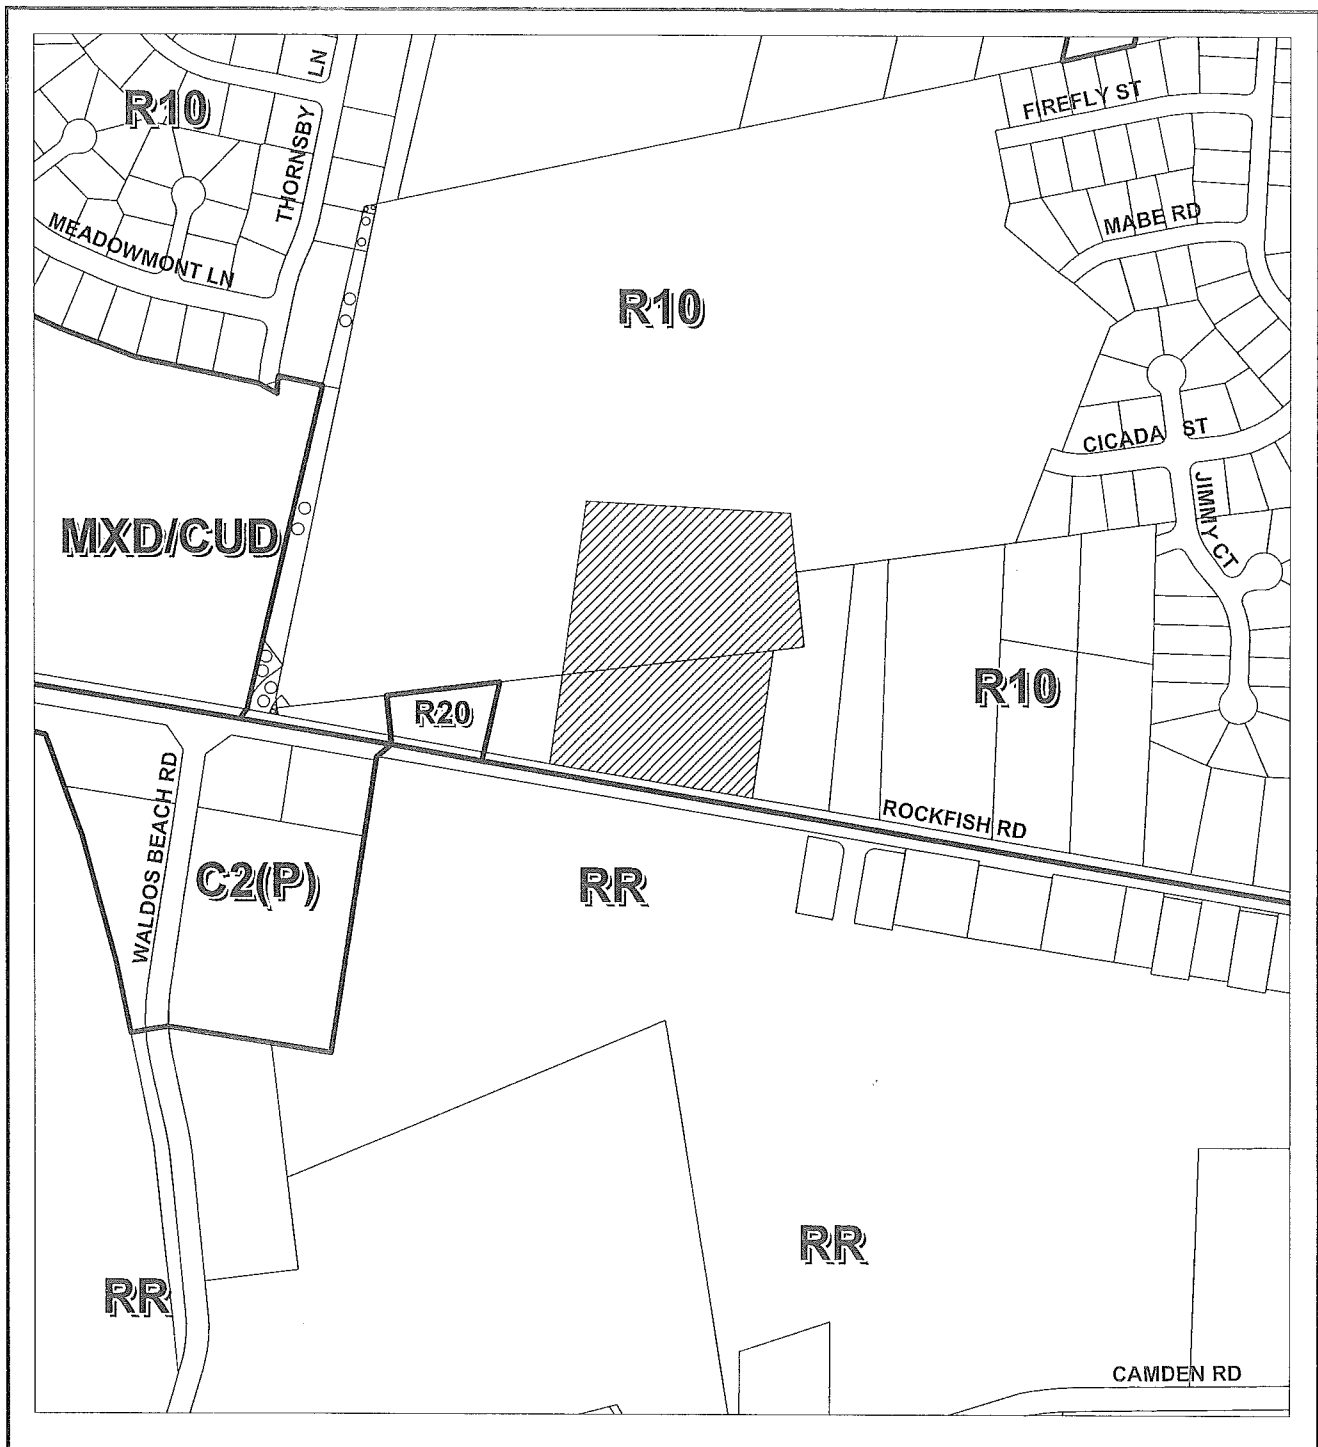 LN
R10
FIREFLY ST
THORNSBY
MABE RD
MEADOWMONT LN
R10
CICADA ST
JIMMY CT
MXD/CUD
R10
R20
WALDOS BEACH RD
ROCKFISH RD
C2(P)
RR
RR
RR
CAMDEN RD